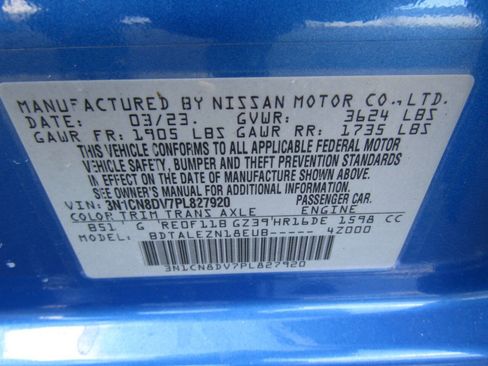 MANUFACTURED BY NISSAN MOTOR CO., LTD.
DATE: 03/23. GVWR: 3624 LBS
GAWR FR: 1905 LBS GAWR RR: 1735 LBS
THIS VEHICLE CONFORMS TO ALL APPLICABLE FEDERAL MOTOR
VEHICLE SAFETY, BUMPER AND THEFT PREVENTION STANDARDS
IN EFFECT ON THE DATE OF MANUFACTURE SHOWN ABOVE.
SEE OWNER'S MANUAL FOR ADDITIONAL INFORMATION.
VIN: 3N1CN8DV7PL827920 PASSENGER CAR.
COLOR TRIM TRANS AXLE ENGINE
B51 G RE0F11B GZ39 HR16DE 1598 CC
MODEL: BDTALEZN18EUB----- 4Z000
3N1CN8DV7PL827920